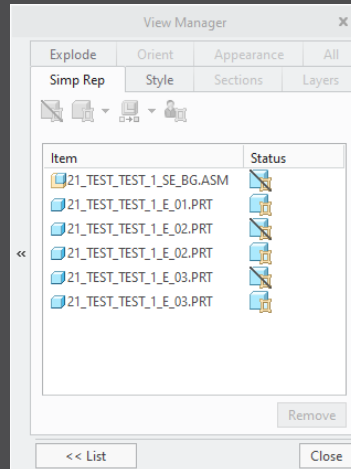 View Manager
Explode Orient Appearance All
Simp Rep Style Sections Layers
Item Status
21_TEST_TEST_1_SE_BG.ASM
21_TEST_TEST_1_E_01.PRT
21_TEST_TEST_1_E_02.PRT
21_TEST_TEST_1_E_02.PRT
21_TEST_TEST_1_E_03.PRT
21_TEST_TEST_1_E_03.PRT
Remove
<< List Close